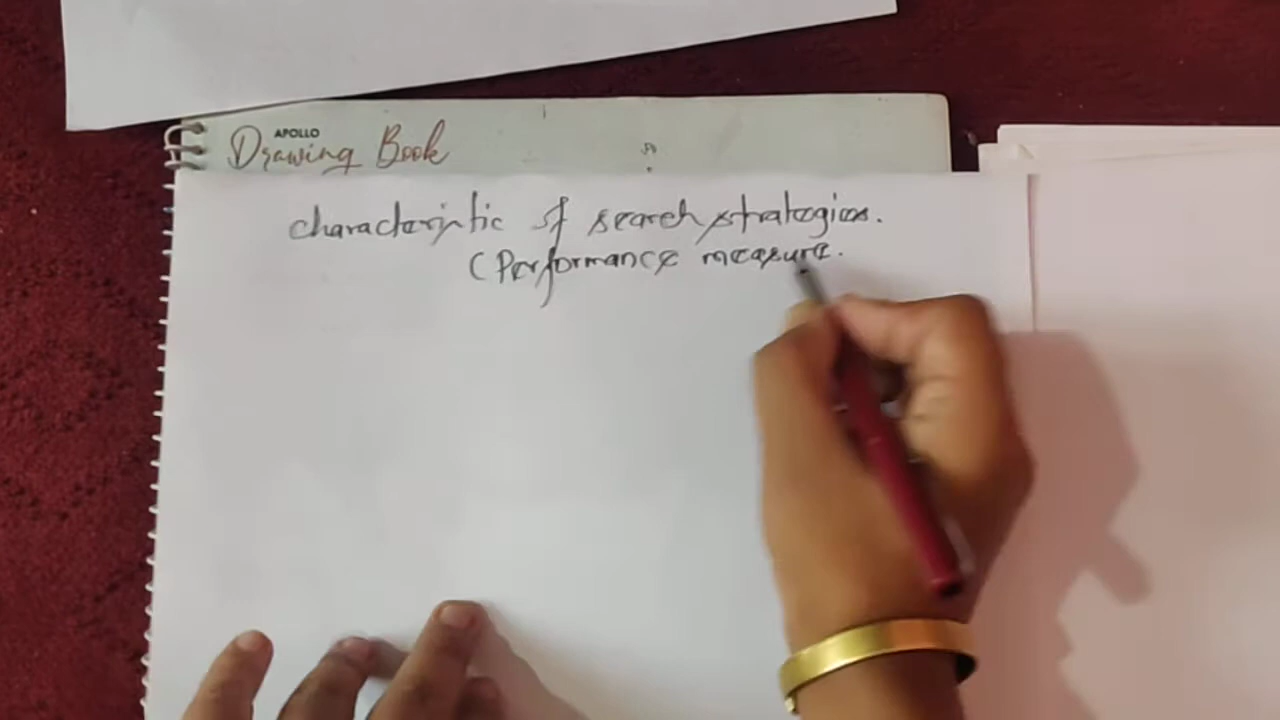 APOLLO
Drawing Book
characteristic of search strategies.
(Performance measure.